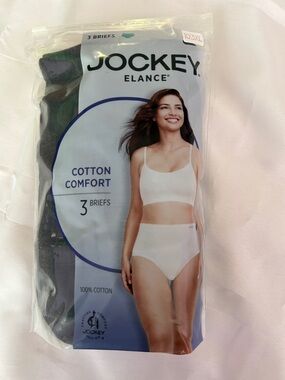 3 BRIEFS
JOCKEY
ELANCE®
COTTON
COMFORT
3 BRIEFS
100% COTTON
JOCKEY